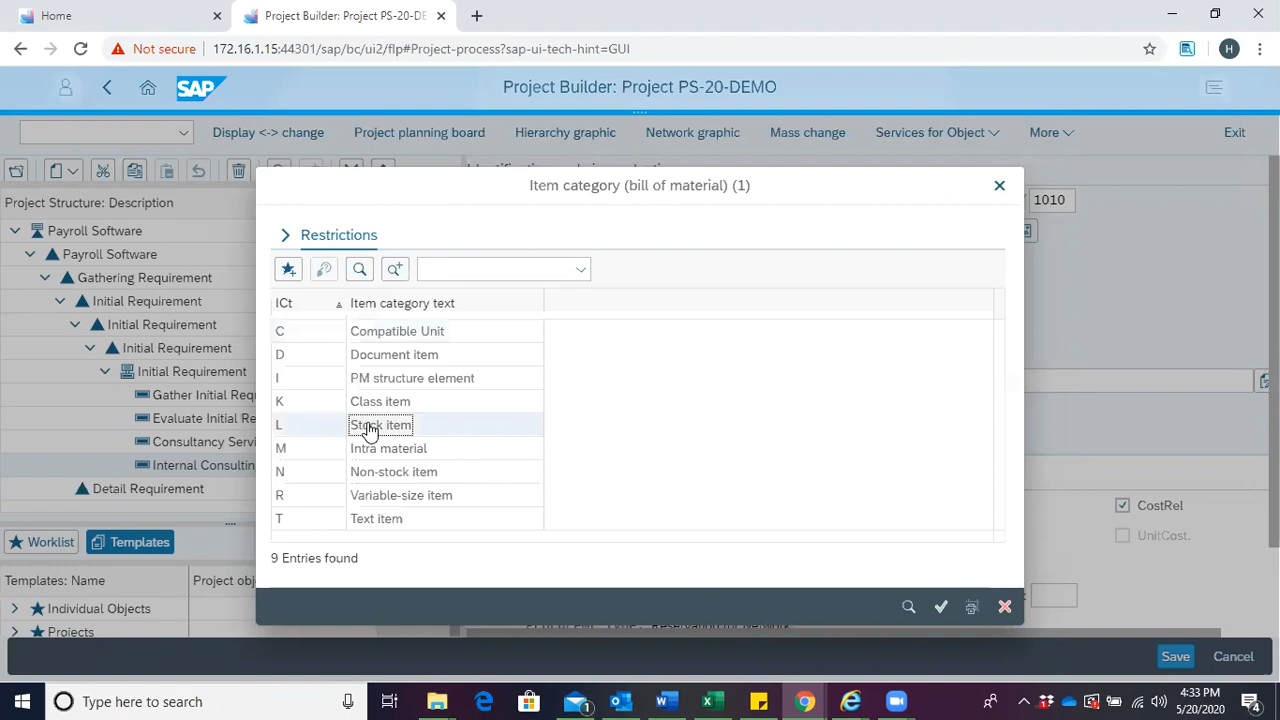 Home
Project Builder: Project PS-20-DE
Not secure 172.16.1.15:44301/sap/bc/ui2/flp#Project-process?sap-ui-tech-hint=GUI
H
SAP
Project Builder: Project PS-20-DEMO
Display <-> change Project planning board Hierarchy graphic Network graphic Mass change Services for Object More Exit
Project Structure: Description
Payroll Software
Payroll Software
Gathering Requirement
Initial Requirement
Initial Requirement
Initial Requirement
Initial Requirement
Gather Initial Req
Evaluate Initial Re
Consultancy Servi
Internal Consultin
Detail Requirement
Worklist Templates
Templates: Name Project obj
Individual Objects
Projects
Item category (bill of material) (1)
Restrictions
ICt Item category text
C Compatible Unit
D Document item
I PM structure element
K Class item
L Stock item
M Intra material
N Non-stock item
R Variable-size item
T Text item
9 Entries found
1010
CostRel
UnitCost.
Save Cancel
Type here to search
1
4:33 PM
5/20/2020
4